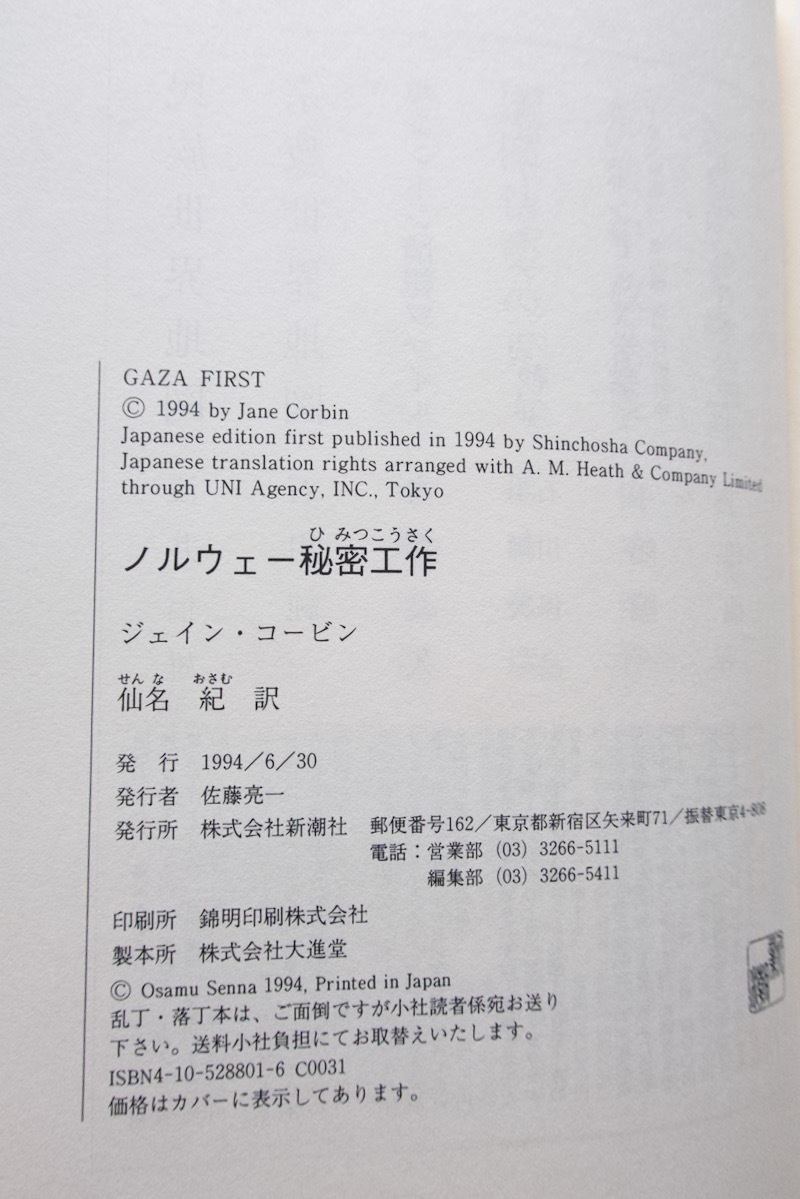 GAZA FIRST
© 1994 by Jane Corbin
Japanese edition first published in 1994 by Shinchosha Company,
Japanese translation rights arranged with A. M. Heath & Company Limited
through UNI Agency, INC., Tokyo
ひみつこうさく
ノルウェー秘密工作
ジェイン・コービン
せんな おさむ
仙名 紀 訳
発 行 1994/6/30
発行者 佐藤亮一
発行所 株式会社新潮社 郵便番号162/東京都新宿区矢来町71/振替東京4-808
電話:営業部 (03) 3266-5111
編集部 (03) 3266-5411
印刷所 錦明印刷株式会社
製本所 株式会社大進堂
© Osamu Senna 1994, Printed in Japan
乱丁・落丁本は、ご面倒ですが小社読者係宛お送り
下さい。送料小社負担にてお取替えいたします。
ISBN4-10-528801-6 C0031
価格はカバーに表示してあります。